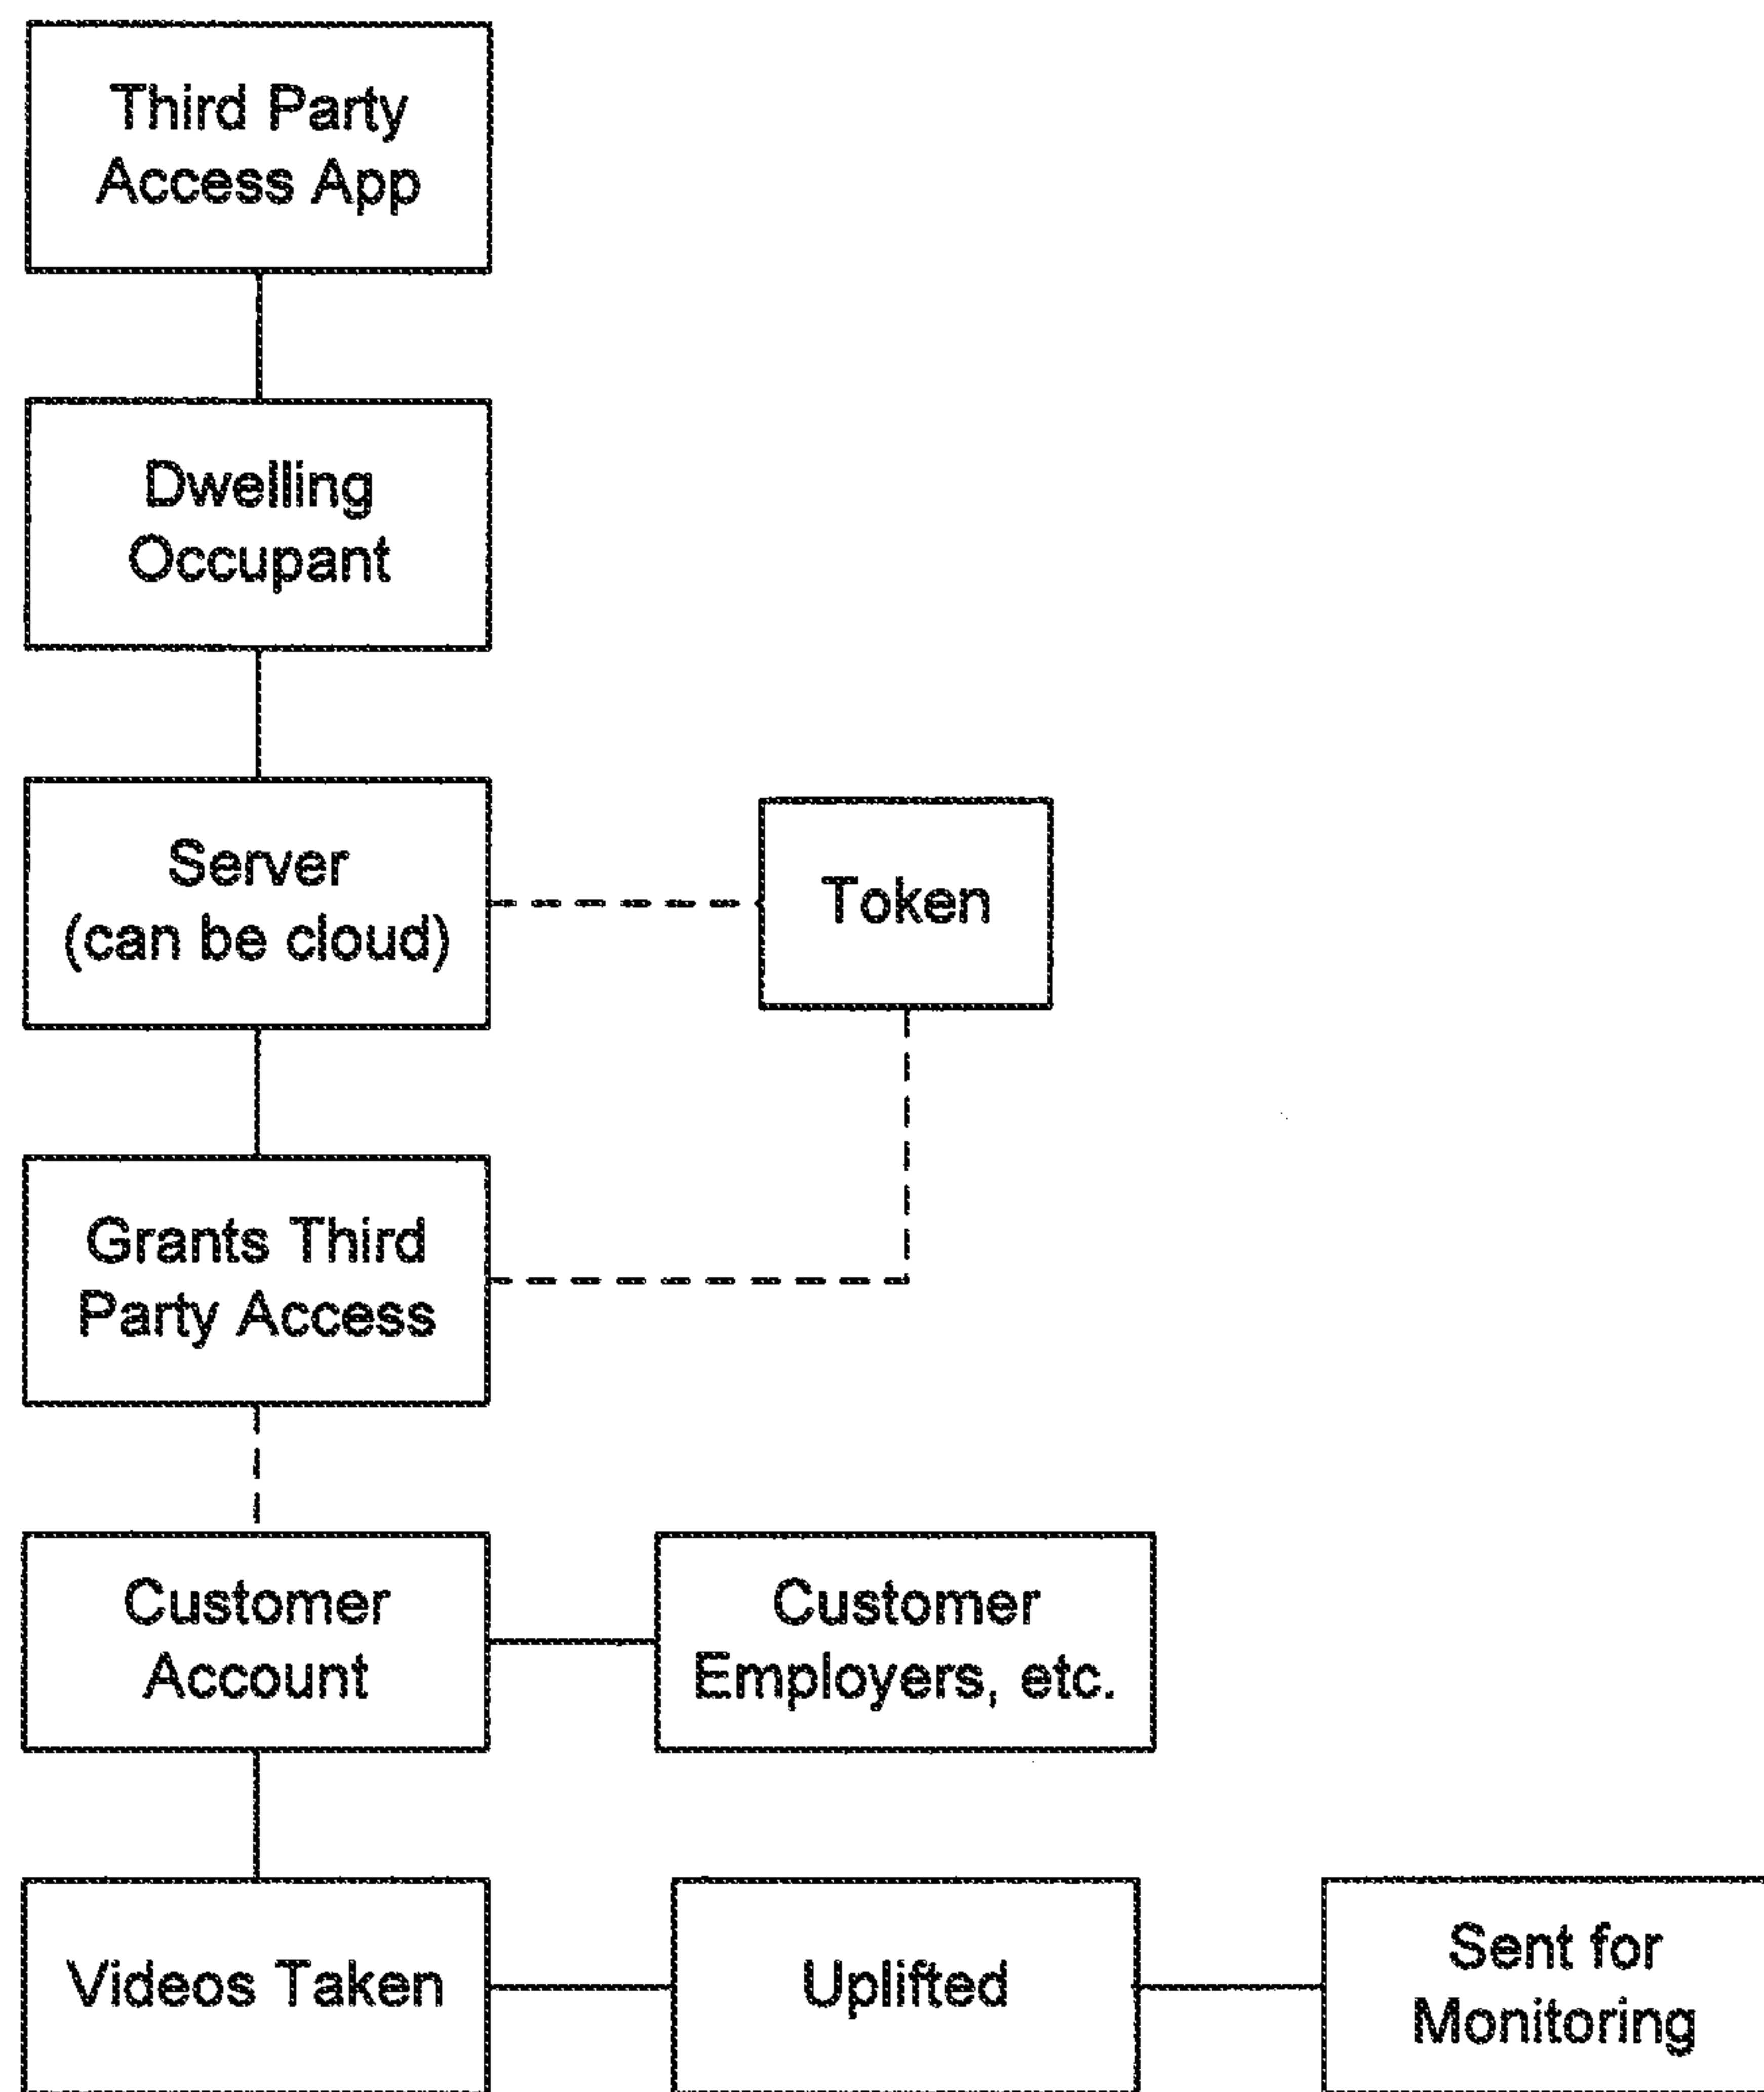 Third Party
Access App
Dwelling
Occupant
Server
(can be cloud)
Token
Grants Third
Party Access
Customer
Account
Customer
Employers, etc.
Videos Taken
Uplifted
Sent for
Monitoring